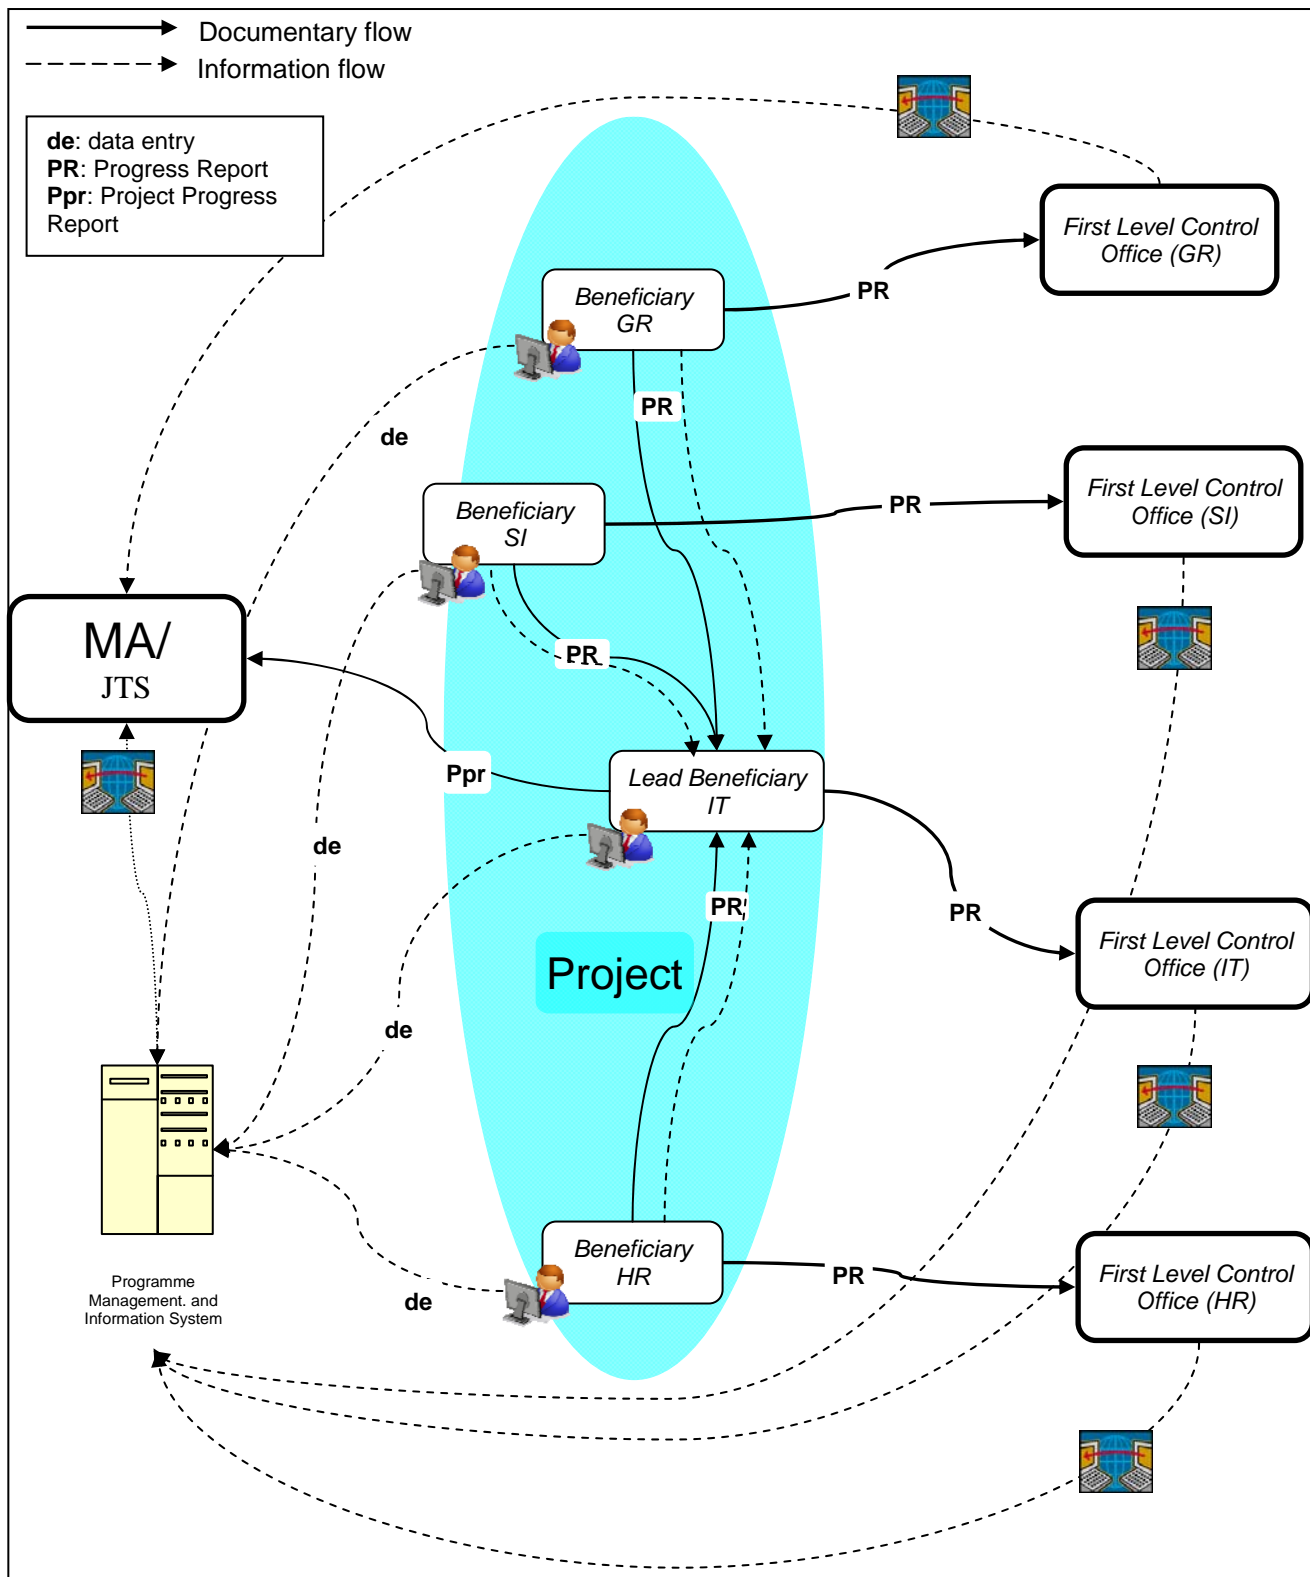 Documentary flow
Information flow
de: data entry
PR: Progress Report
Ppr: Project Progress
Report
First Level Control
Office (GR)
Beneficiary
GR
PR
PR
de
First Level Control
Office (SI)
Beneficiary
SI
PR
PR
MA/
JTS
Ppr
Lead Beneficiary
IT
de
PR
PR
First Level Control
Office (IT)
Project
de
Beneficiary
HR
PR
First Level Control
Office (HR)
de
Programme
Management. and
Information System